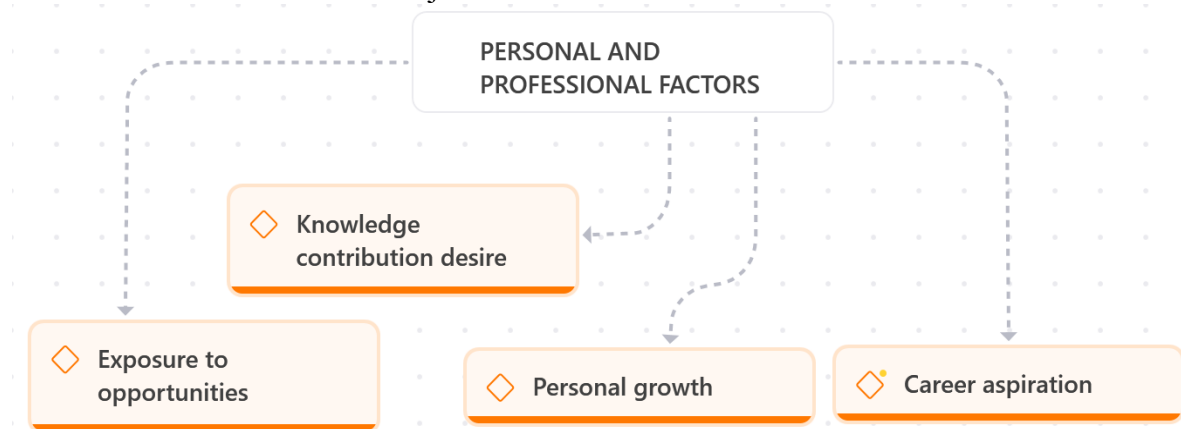 PERSONAL AND
PROFESSIONAL FACTORS
Knowledge
contribution desire
Exposure to
opportunities
Personal growth
Career aspiration